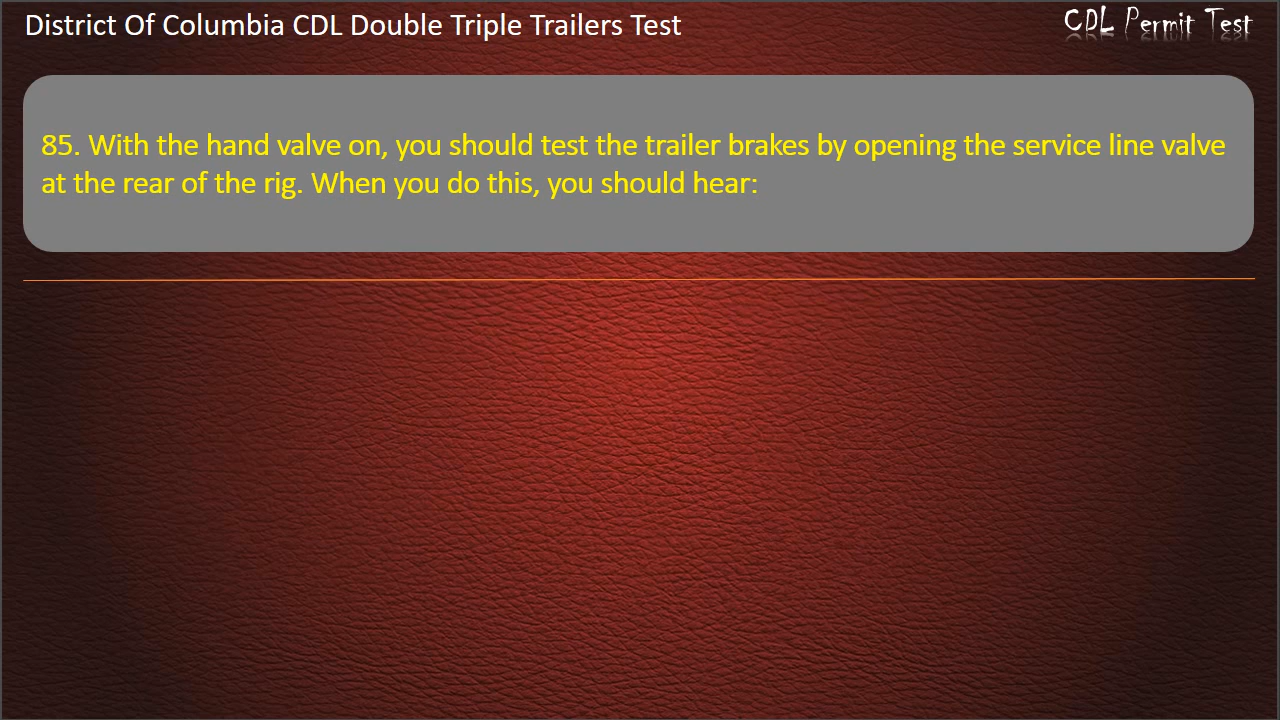 District Of Columbia CDL Double Triple Trailers Test
CDL Permit Test
85. With the hand valve on, you should test the trailer brakes by opening the service line valve
at the rear of the rig. When you do this, you should hear: